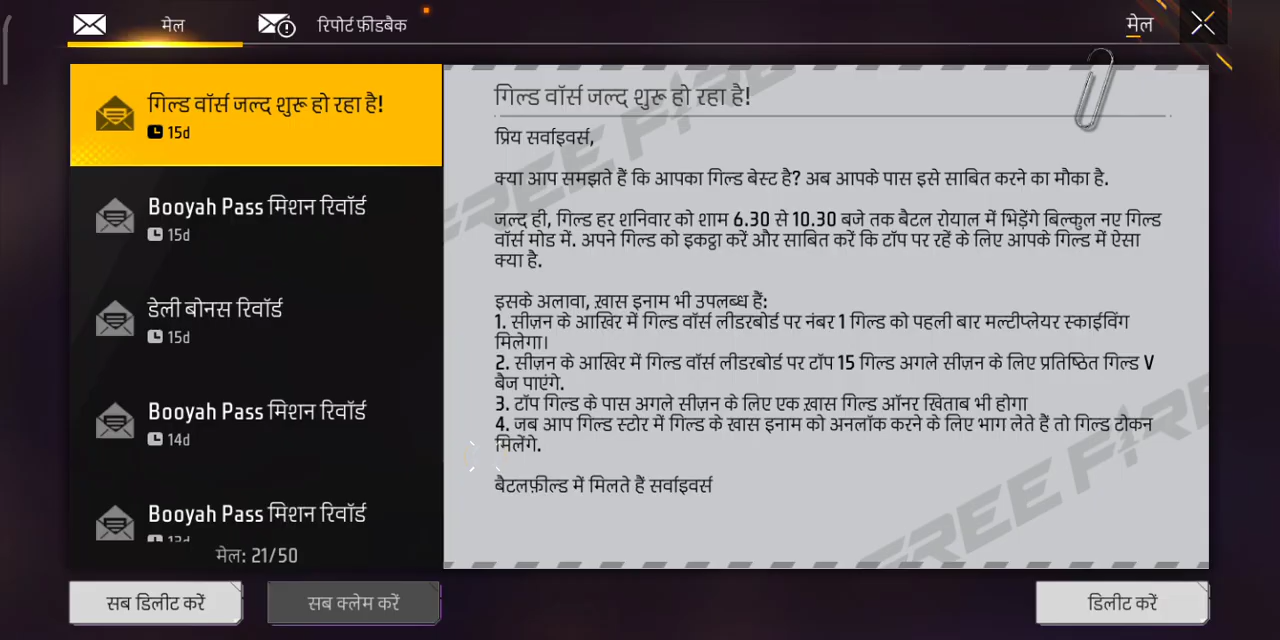 मेल
रिपोर्ट फ़ीडबैक
मेल
गिल्ड वॉर्स जल्द शुरू हो रहा है!
15d
Booyah Pass मिशन रिवॉर्ड
15d
डेली बोनस रिवॉर्ड
15d
Booyah Pass मिशन रिवॉर्ड
14d
Booyah Pass मिशन रिवॉर्ड
मेल: 21/50
सब डिलीट करें
सब क्लेम करें
गिल्ड वॉर्स जल्द शुरू हो रहा है!
प्रिय सर्वाइवर्स,
क्या आप समझते हैं कि आपका गिल्ड बेस्ट है? अब आपके पास इसे साबित करने का मौका है.
जल्द ही, गिल्ड हर शनिवार को शाम 6.30 से 10.30 बजे तक बैटल रोयाल में भिड़ेंगे बिल्कुल नए गिल्ड
वॉर्स मोड में. अपने गिल्ड को इकट्ठा करें और साबित करें कि टॉप पर रहें के लिए आपके गिल्ड में ऐसा
क्या है.
इसके अलावा, ख़ास इनाम भी उपलब्ध हैं:
1. सीज़न के आखिर में गिल्ड वॉर्स लीडरबोर्ड पर नंबर 1 गिल्ड को पहली बार मल्टीप्लेयर स्काईविंग
मिलेगा।
2. सीज़न के आखिर में गिल्ड वॉर्स लीडरबोर्ड पर टॉप 15 गिल्ड अगले सीज़न के लिए प्रतिष्ठित गिल्ड V
बैज पाएंगे.
3. टॉप गिल्ड के पास अगले सीज़न के लिए एक ख़ास गिल्ड ऑनर खिताब भी होगा
4. जब आप गिल्ड स्टोर में गिल्ड के खास इनाम को अनलॉक करने के लिए भाग लेते हैं तो गिल्ड टोकन
मिलेंगे.
बैटलफ़ील्ड में मिलते हैं सर्वाइवर्स
FREE FIRE
FREE FIRE
डिलीट करें